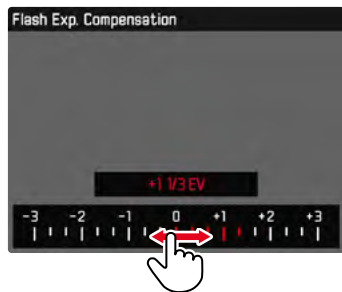 Flash Exp. Compensation
+1 1/3 EV
-3 -2 -1 0 +1 +2 +3